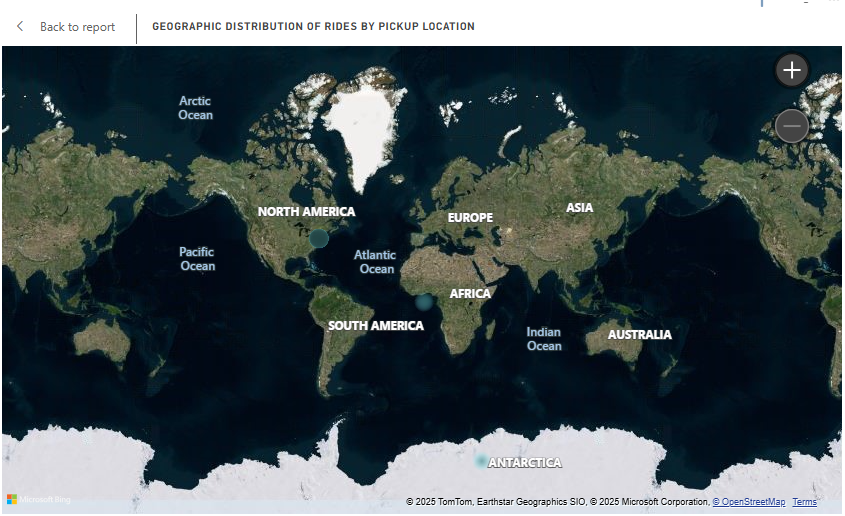 Back to report
GEOGRAPHIC DISTRIBUTION OF RIDES BY PICKUP LOCATION
Arctic
Ocean
NORTH AMERICA
EUROPE
ASIA
Pacific
Ocean
Atlantic
Ocean
AFRICA
SOUTH AMERICA
Indian
Ocean
AUSTRALIA
ANTARCTICA
Microsoft Bing
© 2025 TomTom, Earthstar Geographics SIO, © 2025 Microsoft Corporation, © OpenStreetMap Terms